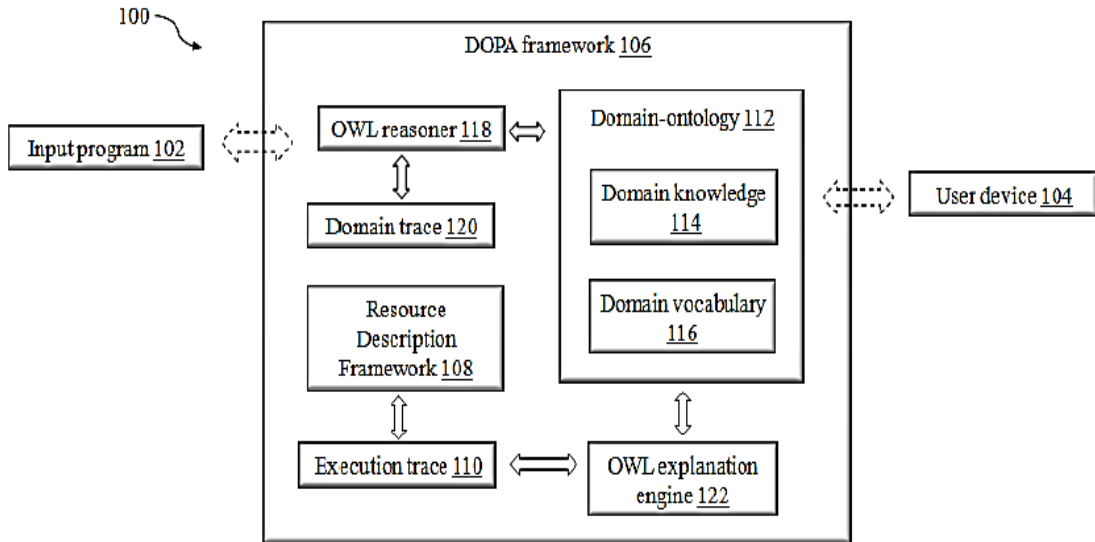 100
DOPA framework 106
Input program 102
OWL reasoner 118
Domain trace 120
Resource
Description
Framework 108
Execution trace 110
Domain-ontology 112
Domain knowledge
114
Domain vocabulary
116
OWL explanation
engine 122
User device 104